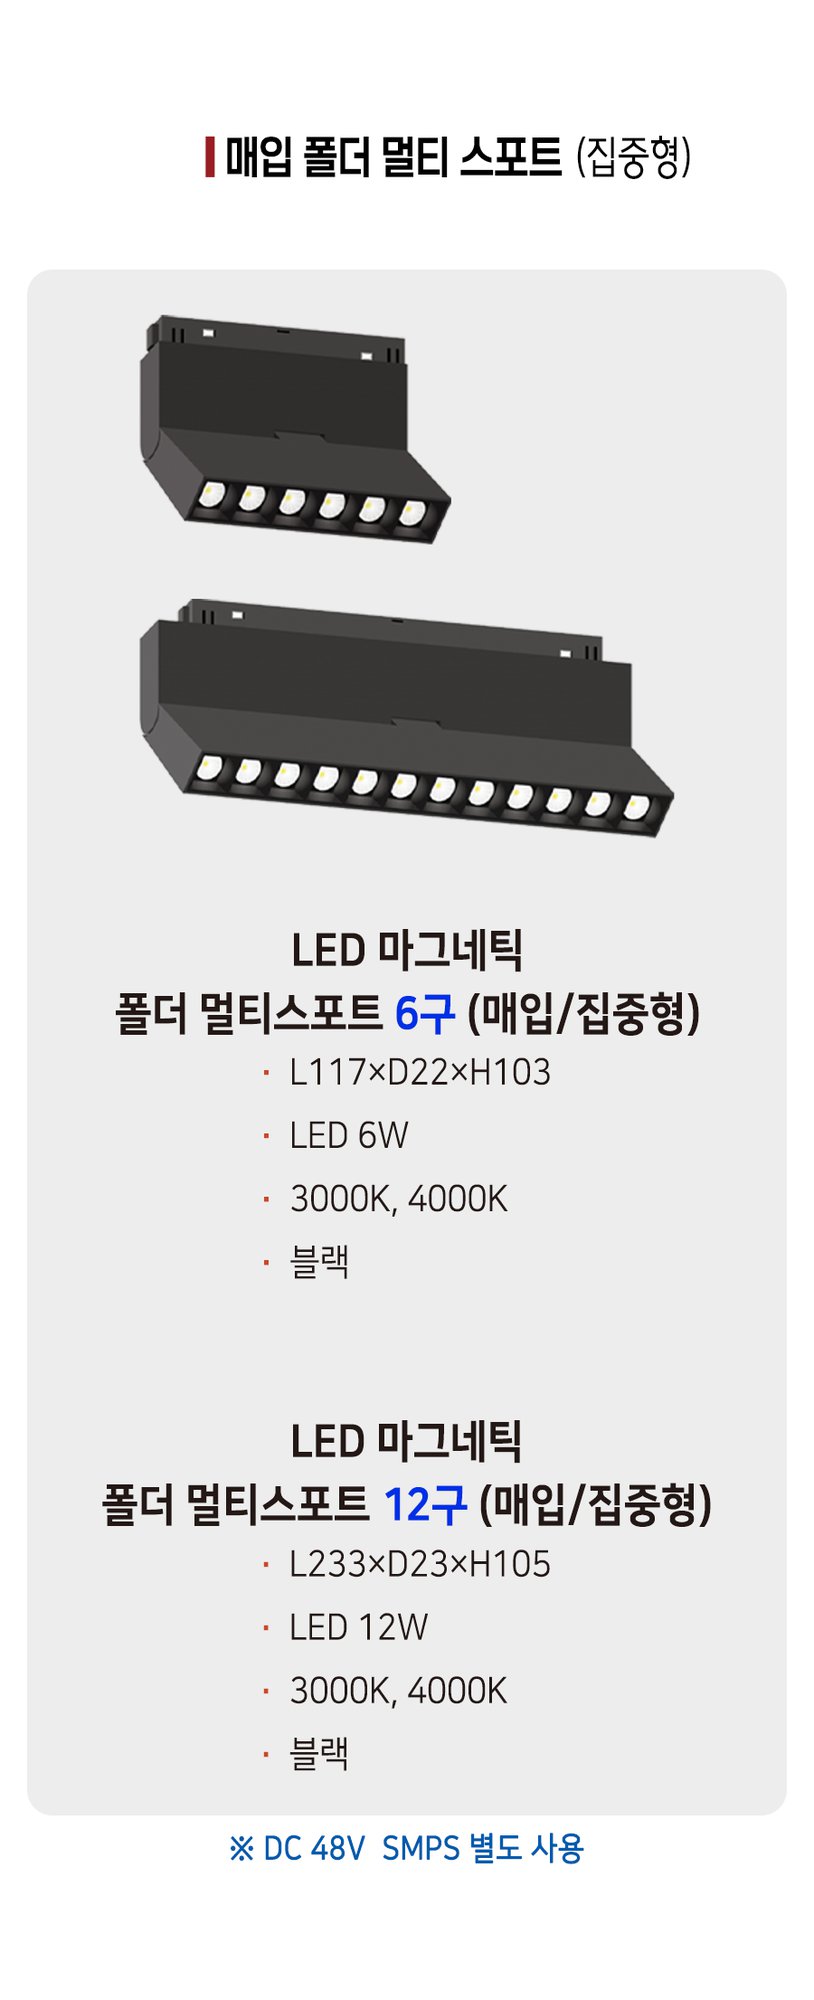 매입 폴더 멀티 스포트 (집중형)
LED 마그네틱
폴더 멀티스포트 6구 (매입/집중형)
· L117×D22×H103
· LED 6W
· 3000K, 4000K
· 블랙
LED 마그네틱
폴더 멀티스포트 12구 (매입/집중형)
· L233×D23×H105
· LED 12W
· 3000K, 4000K
· 블랙
※ DC 48V SMPS 별도 사용